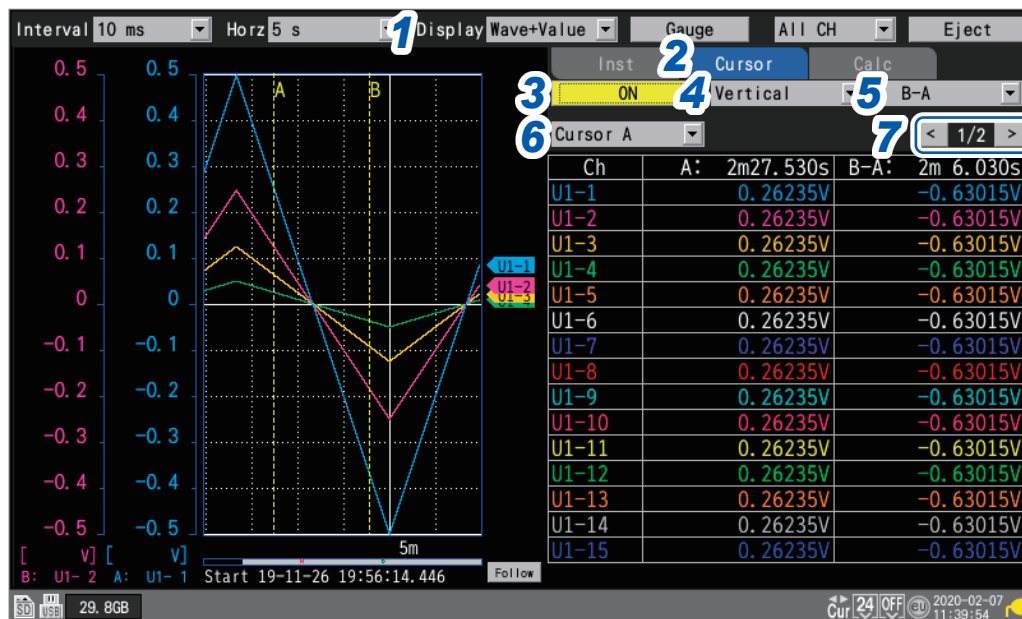 Interval 10 ms Horz 5 s 1 Display Wave+Value Gauge All CH Eject
Inst 2 Cursor Calc
3 ON 4 Vertical 5 B-A
6 Cursor A 7 < 1/2 >
Ch A: 2m27.530s B-A: 2m 6.030s
U1-1 0.26235V -0.63015V
U1-2 0.26235V -0.63015V
U1-3 0.26235V -0.63015V
U1-4 0.26235V -0.63015V
U1-5 0.26235V -0.63015V
U1-6 0.26235V -0.63015V
U1-7 0.26235V -0.63015V
U1-8 0.26235V -0.63015V
U1-9 0.26235V -0.63015V
U1-10 0.26235V -0.63015V
U1-11 0.26235V -0.63015V
U1-12 0.26235V -0.63015V
U1-13 0.26235V -0.63015V
U1-14 0.26235V -0.63015V
U1-15 0.26235V -0.63015V
0.5 0.5
A B
0.4 0.4
0.3 0.3
0.2 0.2
0.1 0.1
U1-1
U1-2
0 0
U1-3
U1-4
-0.1 -0.1
-0.2 -0.2
-0.3 -0.3
-0.4 -0.4
-0.5 -0.5
5m
[ V] [ V]
B: U1- 2 A: U1- 1 Start 19-11-26 19:56:14.446 Follow
SD USB 29.8GB Cur 24 OFF eu 2020-02-07
11:39:54